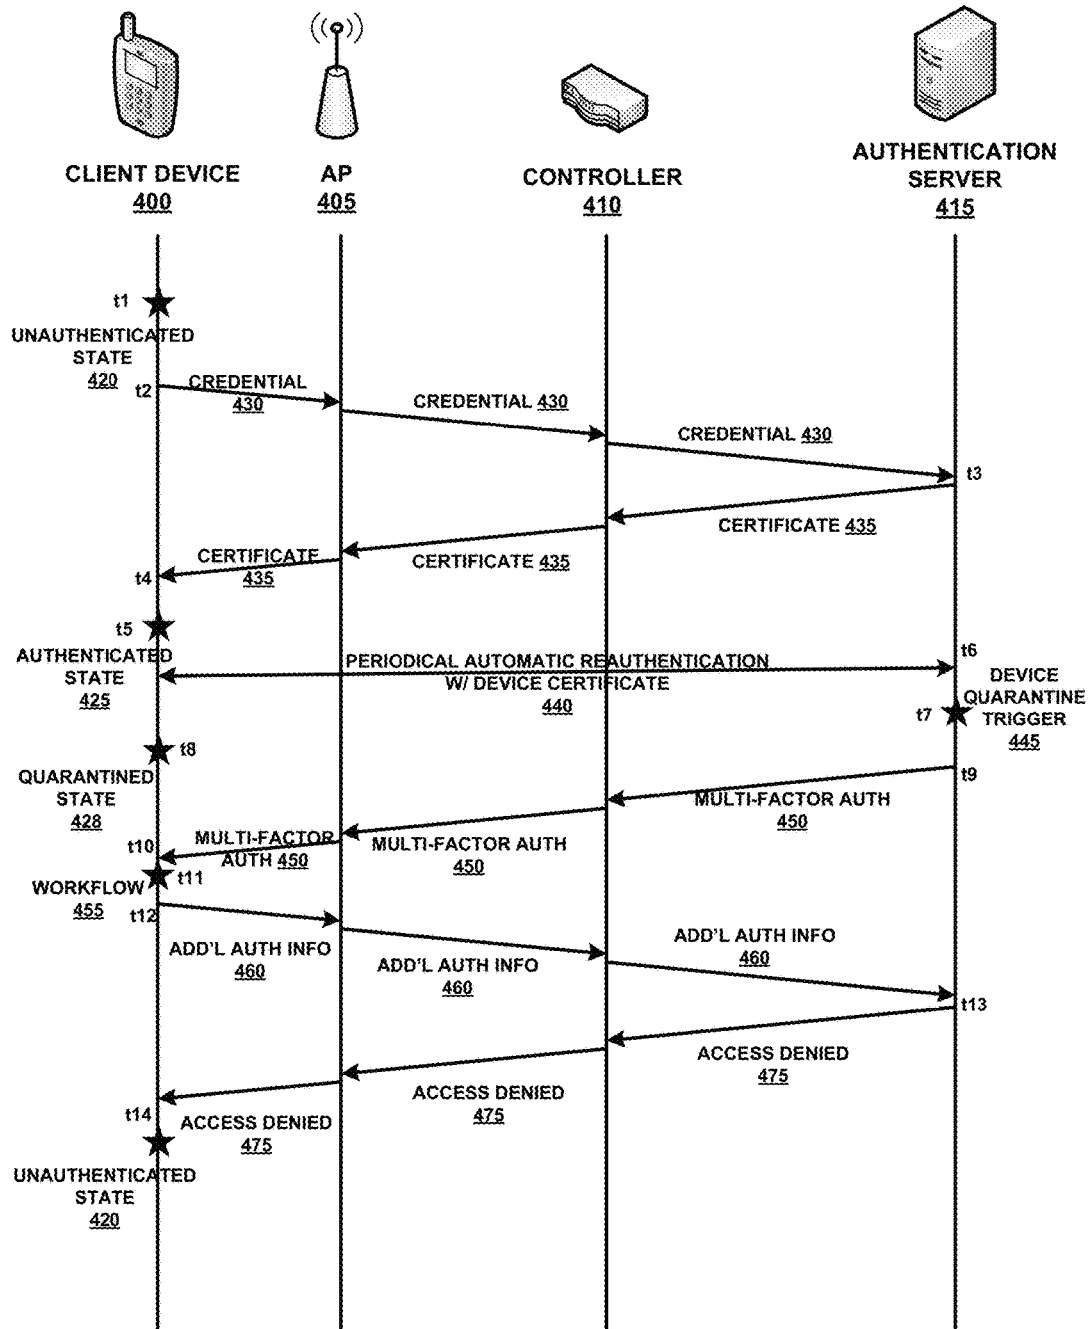 CLIENT DEVICE
400
AP
405
CONTROLLER
410
AUTHENTICATION
SERVER
415
t1
UNAUTHENTICATED
STATE
420
t2
CREDENTIAL
430
CREDENTIAL 430
CREDENTIAL 430
t3
CERTIFICATE 435
CERTIFICATE 435
CERTIFICATE
435
t4
t5
AUTHENTICATED
STATE
425
t6
PERIODICAL AUTOMATIC REAUTHENTICATION
W/ DEVICE CERTIFICATE
440
DEVICE
QUARANTINE
TRIGGER
445
t7
t8
QUARANTINED
STATE
428
t9
MULTI-FACTOR AUTH
450
MULTI-FACTOR AUTH
450
MULTI-FACTOR
AUTH 450
t10
t11
WORKFLOW
455
t12
ADD'L AUTH INFO
460
ADD'L AUTH INFO
460
ADD'L AUTH INFO
460
t13
ACCESS DENIED
475
ACCESS DENIED
475
ACCESS DENIED
475
t14
UNAUTHENTICATED
STATE
420